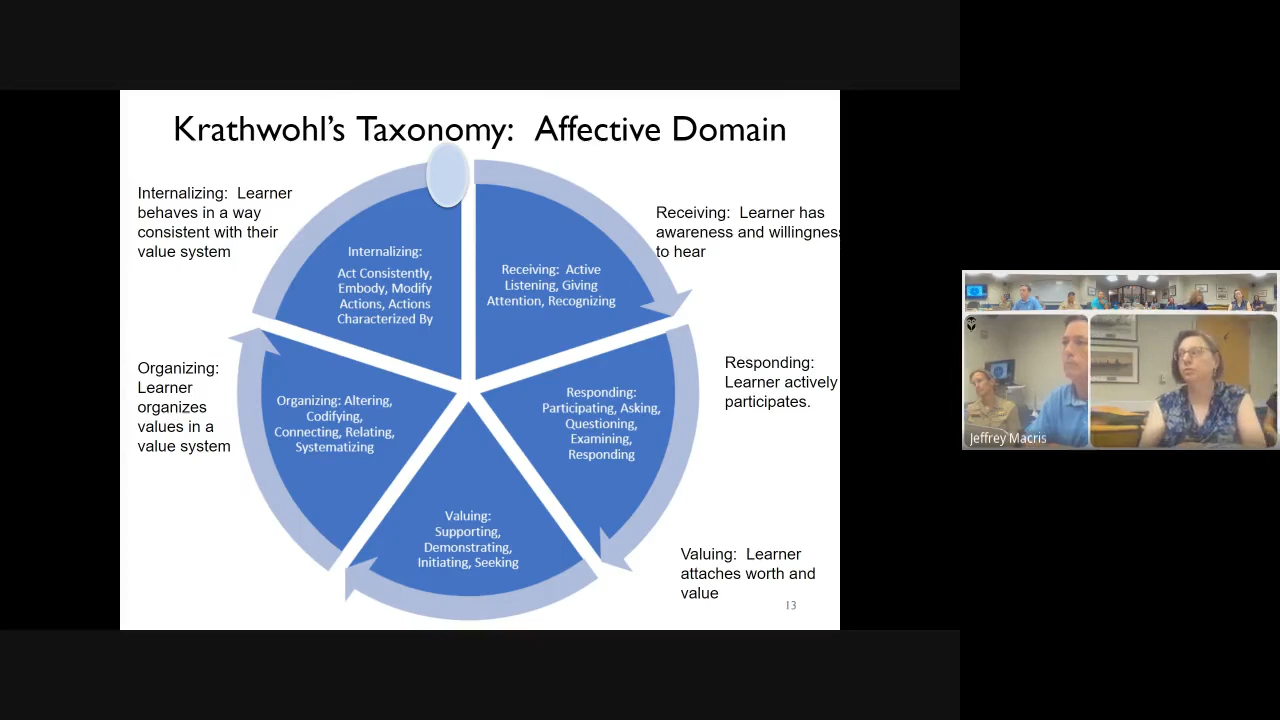 Krathwohl's Taxonomy: Affective Domain
Internalizing: Learner
behaves in a way
consistent with their
value system
Receiving: Learner has
awareness and willingness
to hear
Internalizing:
Act Consistently,
Embody, Modify
Actions, Actions
Characterized By
Receiving: Active
Listening, Giving
Attention, Recognizing
Organizing:
Learner
organizes
values in a
value system
Organizing: Altering,
Codifying,
Connecting, Relating,
Systematizing
Responding:
Participating, Asking,
Questioning,
Examining,
Responding
Responding:
Learner actively
participates.
Valuing:
Supporting,
Demonstrating,
Initiating, Seeking
Valuing: Learner
attaches worth and
value
13
Jeffrey Macris